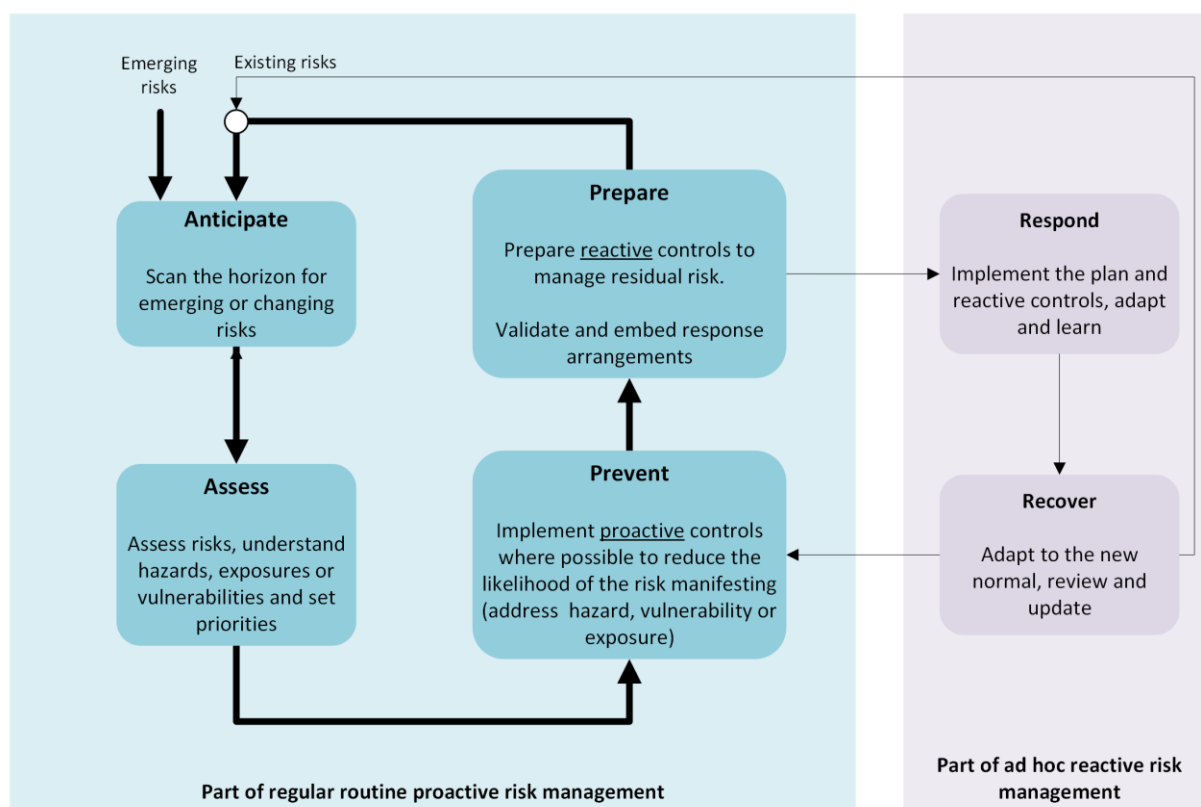 Emerging
risks
Existing risks
Anticipate
Scan the horizon for
emerging or changing
risks
Assess
Assess risks, understand
hazards, exposures or
vulnerabilities and set
priorities
Prepare
Prepare reactive controls to
manage residual risk.
Validate and embed response
arrangements
Prevent
Implement proactive controls
where possible to reduce the
likelihood of the risk manifesting
(address hazard, vulnerability or
exposure)
Part of regular routine proactive risk management
Respond
Implement the plan and
reactive controls, adapt
and learn
Recover
Adapt to the new
normal, review and
update
Part of ad hoc reactive risk
management